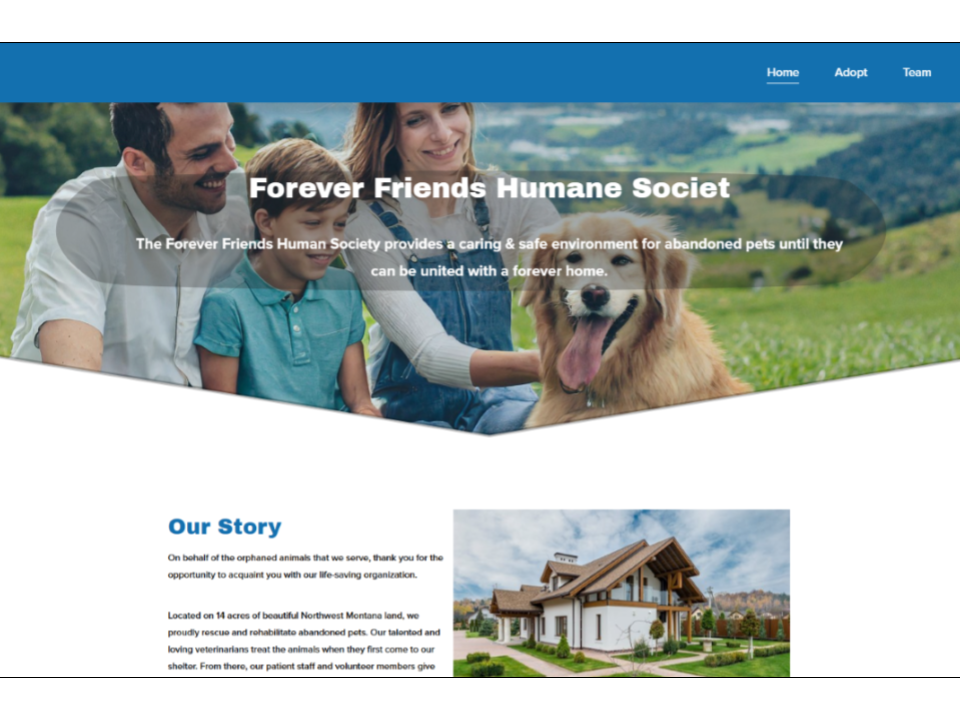 Home Adopt Team
Forever Friends Humane Societ
The Forever Friends Human Society provides a caring & safe environment for abandoned pets until they
can be united with a forever home.
Our Story
On behalf of the orphaned animals that we serve, thank you for the
opportunity to acquaint you with our life-saving organization.
Located on 14 acres of beautiful Northwest Montana land, we
proudly rescue and rehabilitate abandoned pets. Our talented and
loving veterinarians treat the animals when they first come to our
shelter. From there, our patient staff and volunteer members give